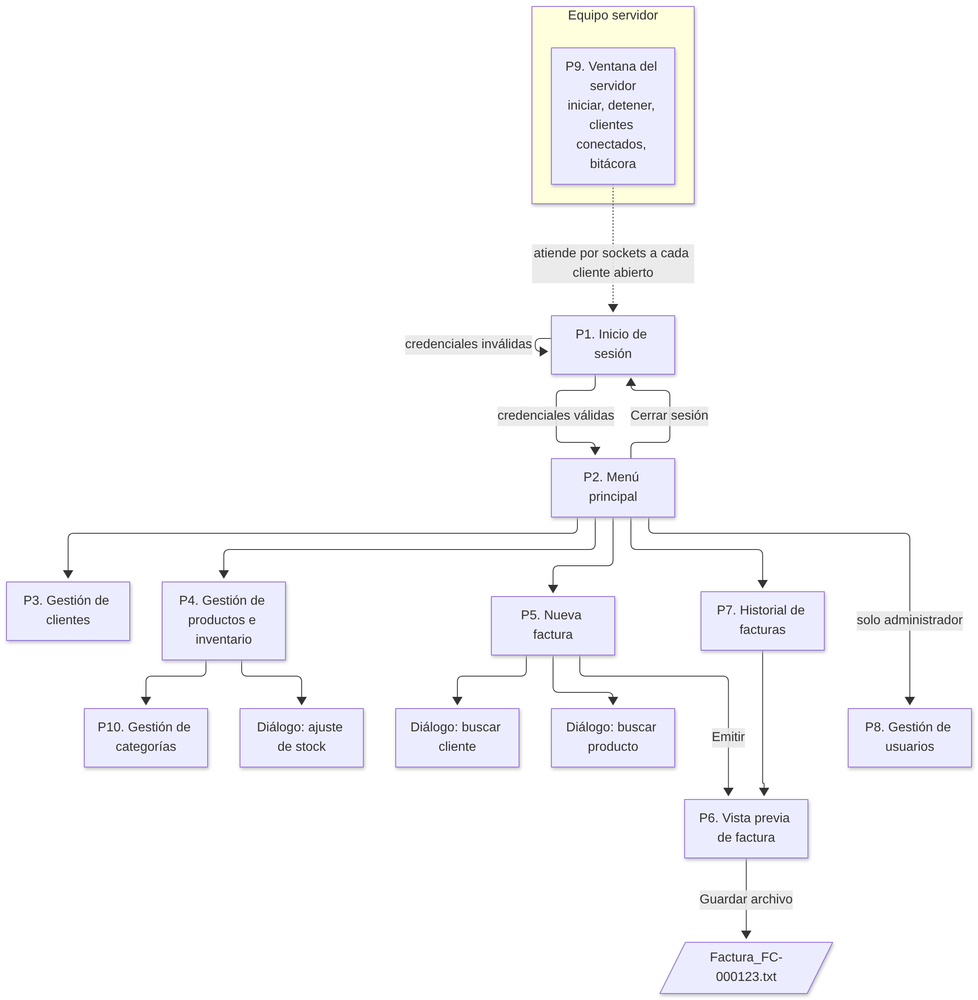 Equipo servidor
P9. Ventana del
servidor
iniciar, detener,
clientes
conectados,
bitácora
atiende por sockets a cada
cliente abierto
P1. Inicio de
sesión
credenciales inválidas
credenciales válidas
Cerrar sesión
P2. Menú
principal
P3. Gestión de
clientes
P4. Gestión de
productos e
inventario
P5. Nueva
factura
P7. Historial de
facturas
solo administrador
P10. Gestión de
categorías
Diálogo: ajuste
de stock
Diálogo: buscar
cliente
Diálogo: buscar
producto
Emitir
P8. Gestión de
usuarios
P6. Vista previa
de factura
Guardar archivo
Factura_FC-
000123.txt